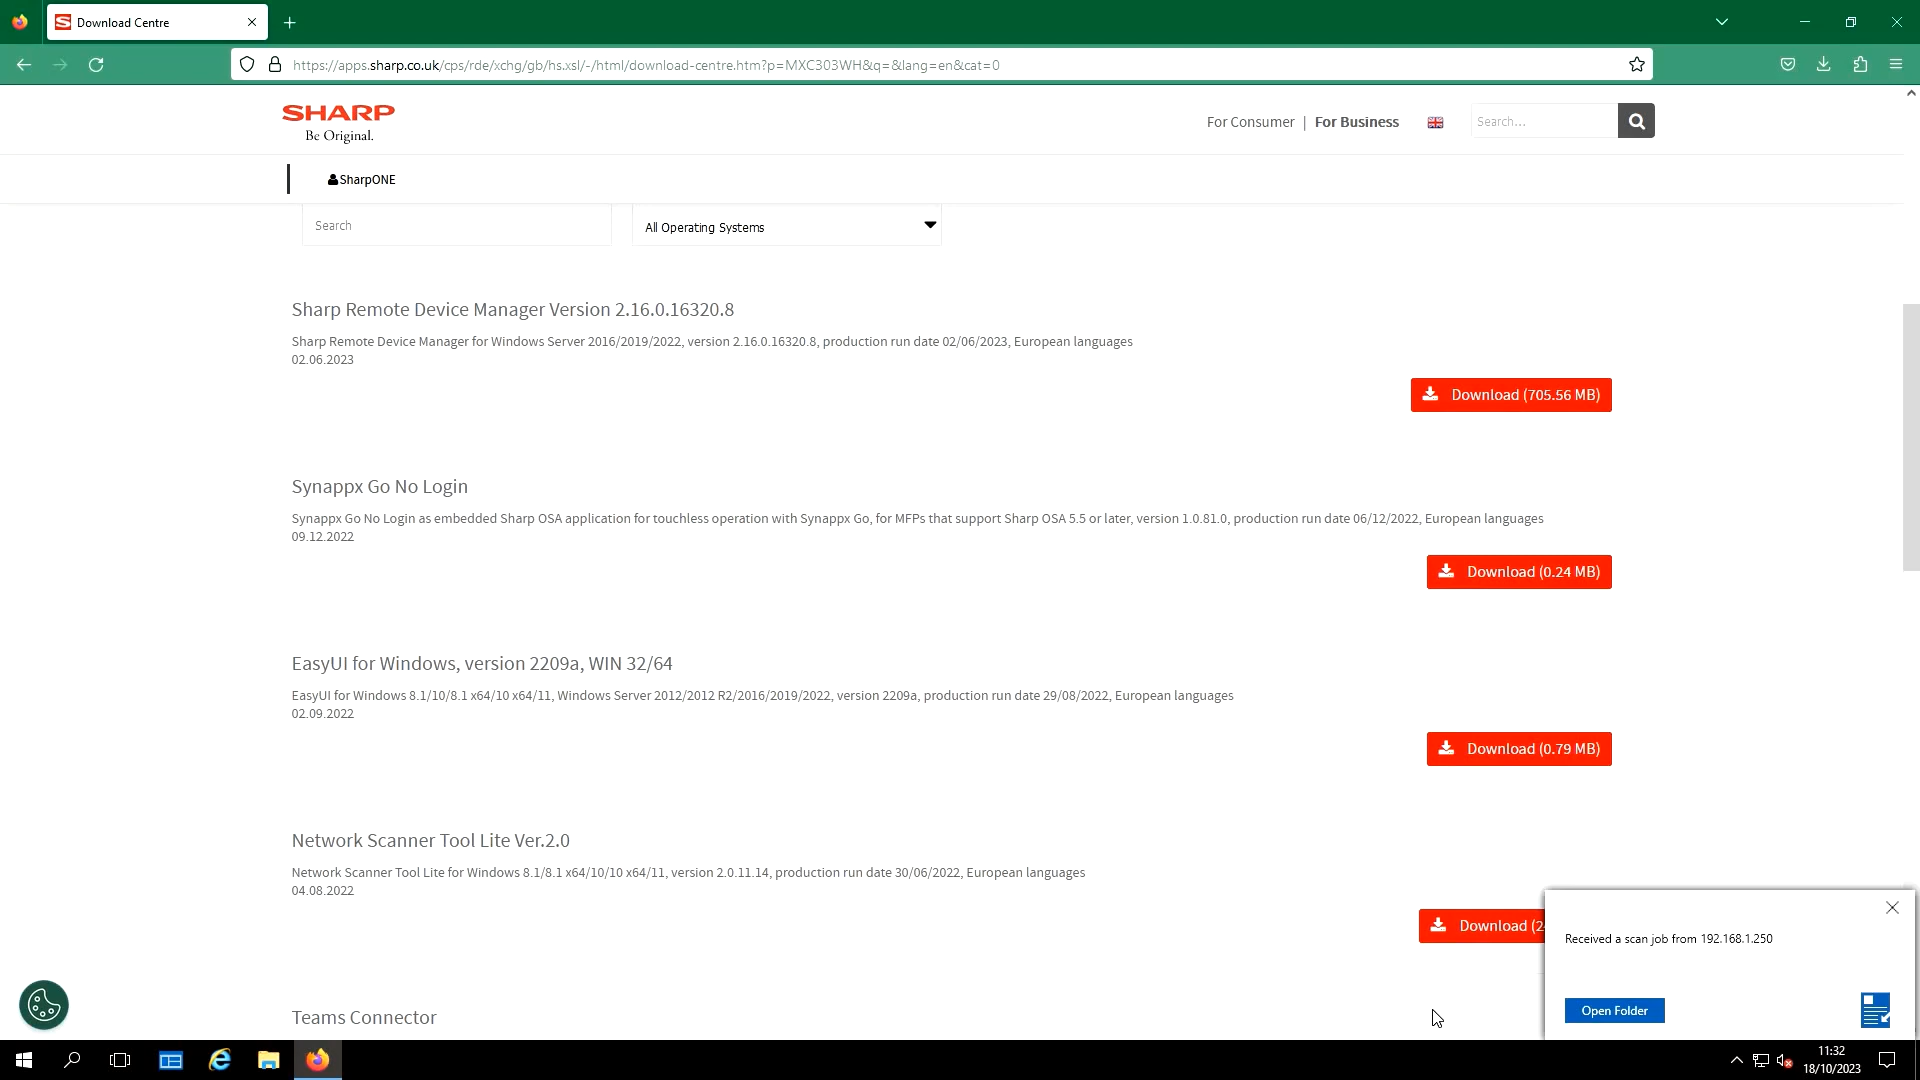 Download Centre
https://apps.sharp.co.uk/cps/rde/xchg/gb/hs.xsl/-/html/download-centre.htm?p=MXC303WH&q=&lang=en&cat=0
SHARP
Be Original.
For Consumer | For Business
Search...
SharpONE
Search
All Operating Systems
Sharp Remote Device Manager Version 2.16.0.16320.8
Sharp Remote Device Manager for Windows Server 2016/2019/2022, version 2.16.0.16320.8, production run date 02/06/2023, European languages
02.06.2023
Download (705.56 MB)
Synappx Go No Login
Synappx Go No Login as embedded Sharp OSA application for touchless operation with Synappx Go, for MFPs that support Sharp OSA 5.5 or later, version 1.0.81.0, production run date 06/12/2022, European languages
09.12.2022
Download (0.24 MB)
EasyUI for Windows, version 2209a, WIN 32/64
EasyUI for Windows 8.1/10/8.1 x64/10 x64/11, Windows Server 2012/2012 R2/2016/2019/2022, version 2209a, production run date 29/08/2022, European languages
02.09.2022
Download (0.79 MB)
Network Scanner Tool Lite Ver.2.0
Network Scanner Tool Lite for Windows 8.1/8.1 x64/10/10 x64/11, version 2.0.11.14, production run date 30/06/2022, European languages
04.08.2022
Download (2
Received a scan job from 192.168.1.250
Open Folder
Teams Connector
11:32
18/10/2023